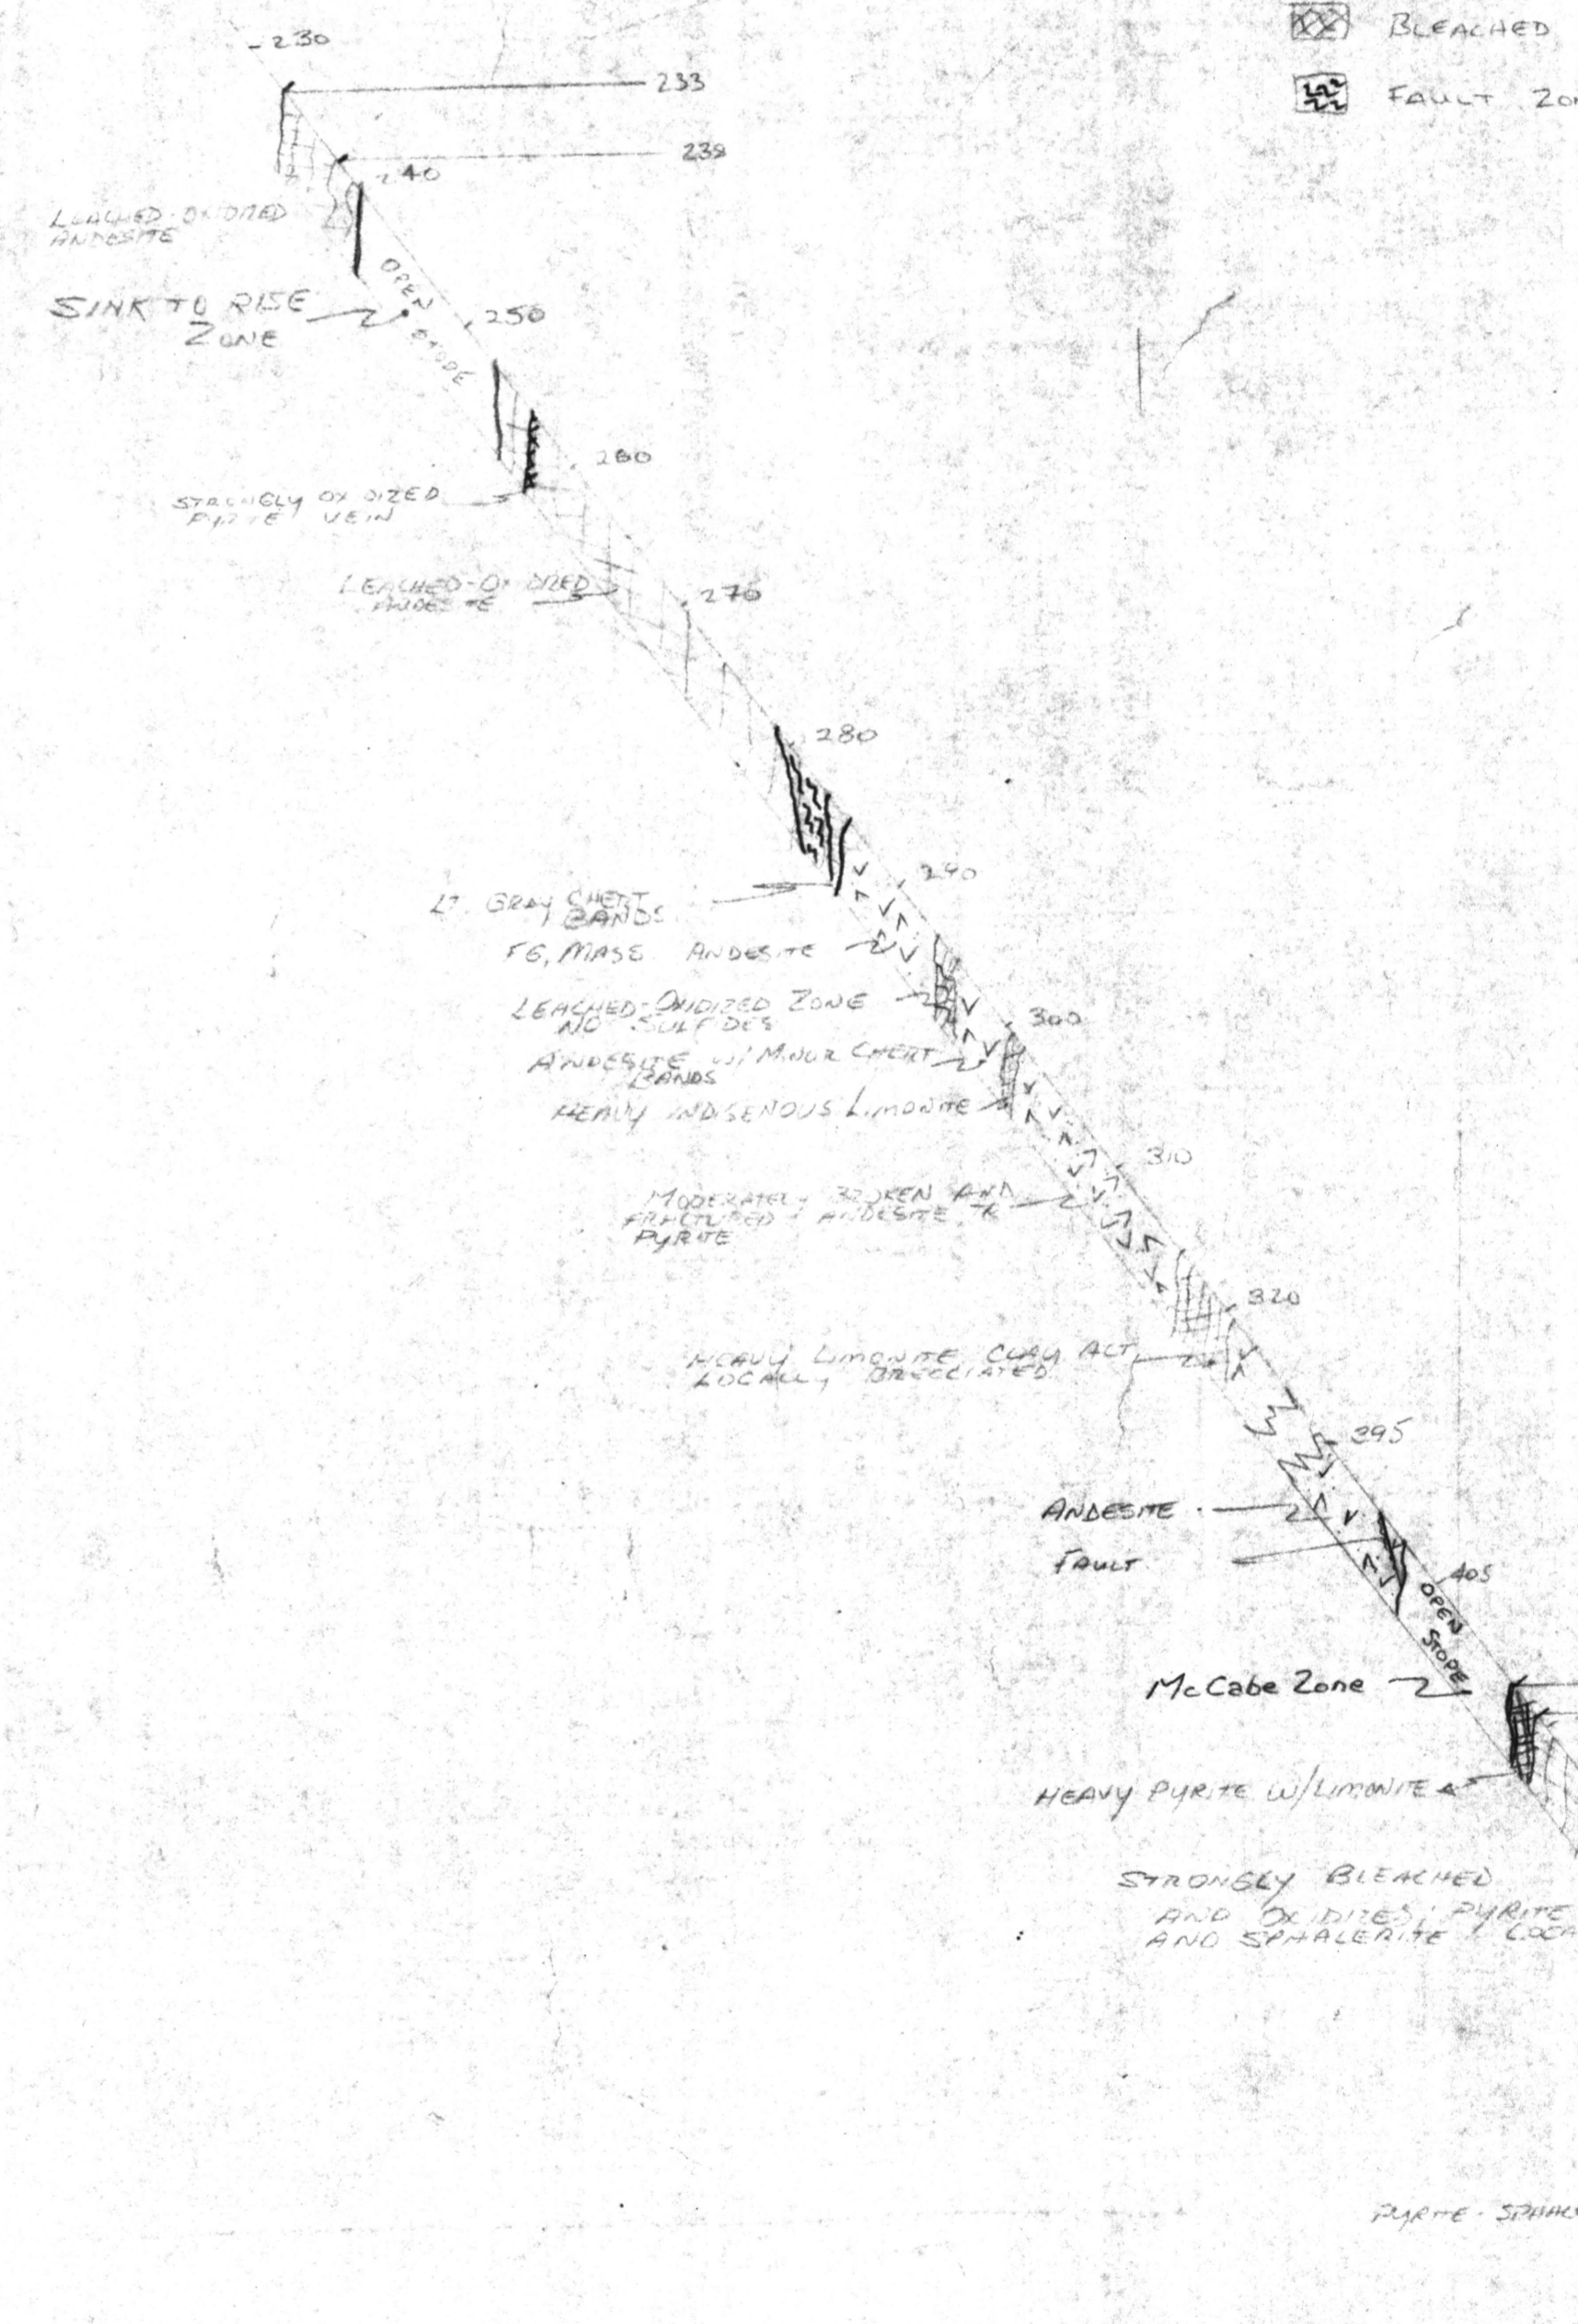 BLEACHED
FAULT ZON
230
233
238
240
LEACHED-OXIDIZED
ANDESITE
OPEN
SINK TO RISE
ZONE
250
260
STRONGLY OXIDIZED
PYRITE VEIN
LEACHED-OXIDIZED
ANDESITE
270
280
LT. GRAY CHERT
BANDS
290
FG, MASS. ANDESITE
LEACHED-OXIDIZED ZONE
NO SULFIDES
300
ANDESITE W/ MINOR CHERT
BANDS
HEAVY INDIGENOUS LIMONITE
310
MODERATELY BROKEN AND
FRACTURED ANDESITE TR
PYRITE
320
HEAVY LIMONITE CLAY ALT
LOCALLY BRECCIATED
395
ANDESITE
FAULT
405
OPEN
STOPE
McCabe Zone
HEAVY PYRITE W/LIMONITE
STRONGLY BLEACHED
AND OXIDIZED; PYRITE
AND SPHALERITE LOCA
PYRITE - SPHAL